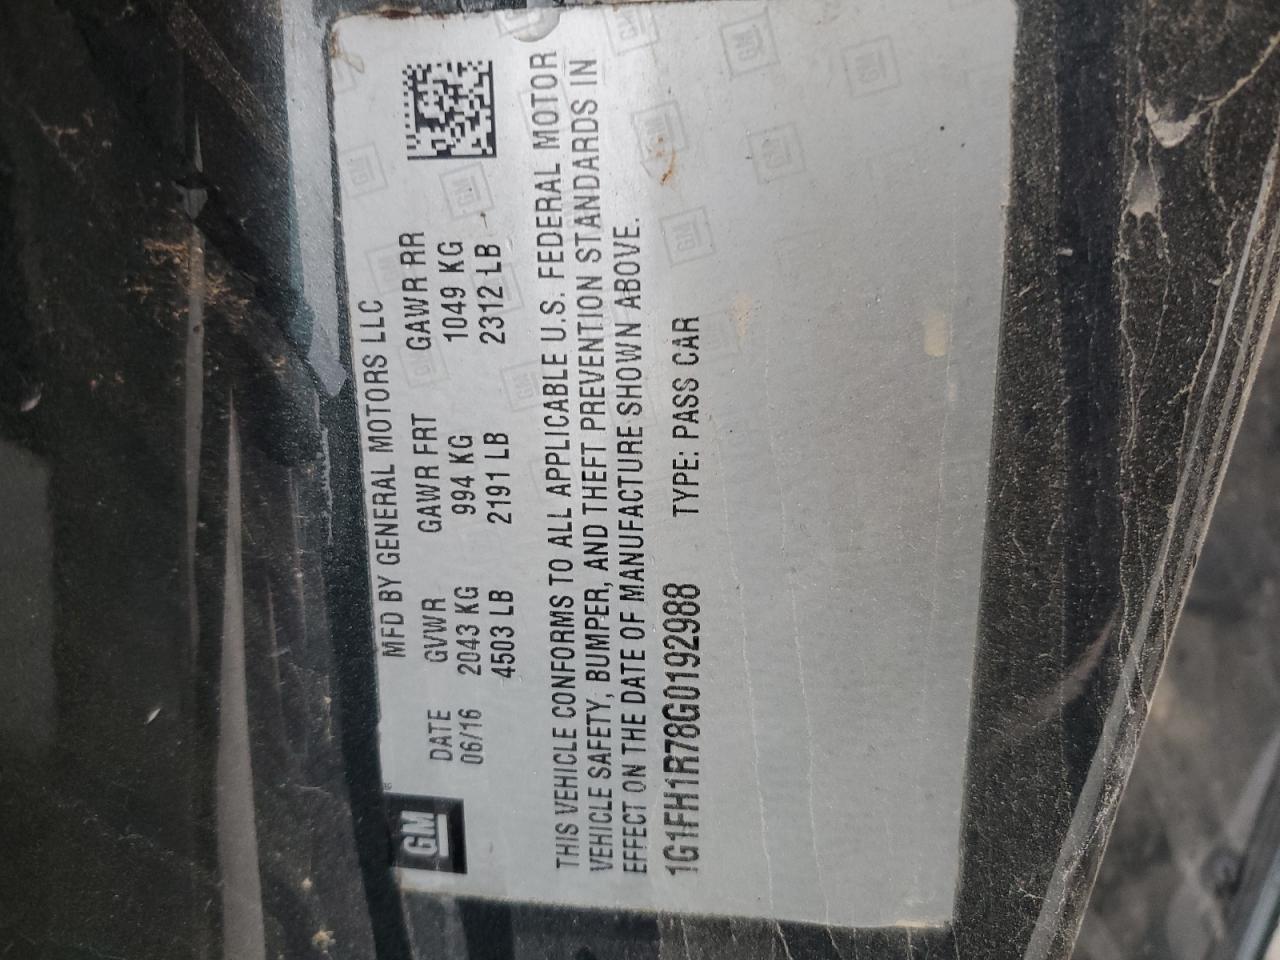 GM
MFD BY GENERAL MOTORS LLC
DATE GVWR GAWR FRT GAWR RR
06/16 2043 KG 994 KG 1049 KG
4503 LB 2191 LB 2312 LB
THIS VEHICLE CONFORMS TO ALL APPLICABLE U.S. FEDERAL MOTOR
VEHICLE SAFETY, BUMPER, AND THEFT PREVENTION STANDARDS IN
EFFECT ON THE DATE OF MANUFACTURE SHOWN ABOVE.
1G1FH1R78G0192988 TYPE: PASS CAR